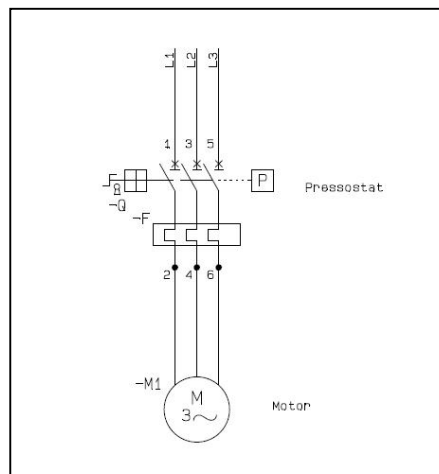 L1 L2 L3
1 3 5
P Pressostat
-Q
-F
2 4 6
-M1
M
3~
Motor